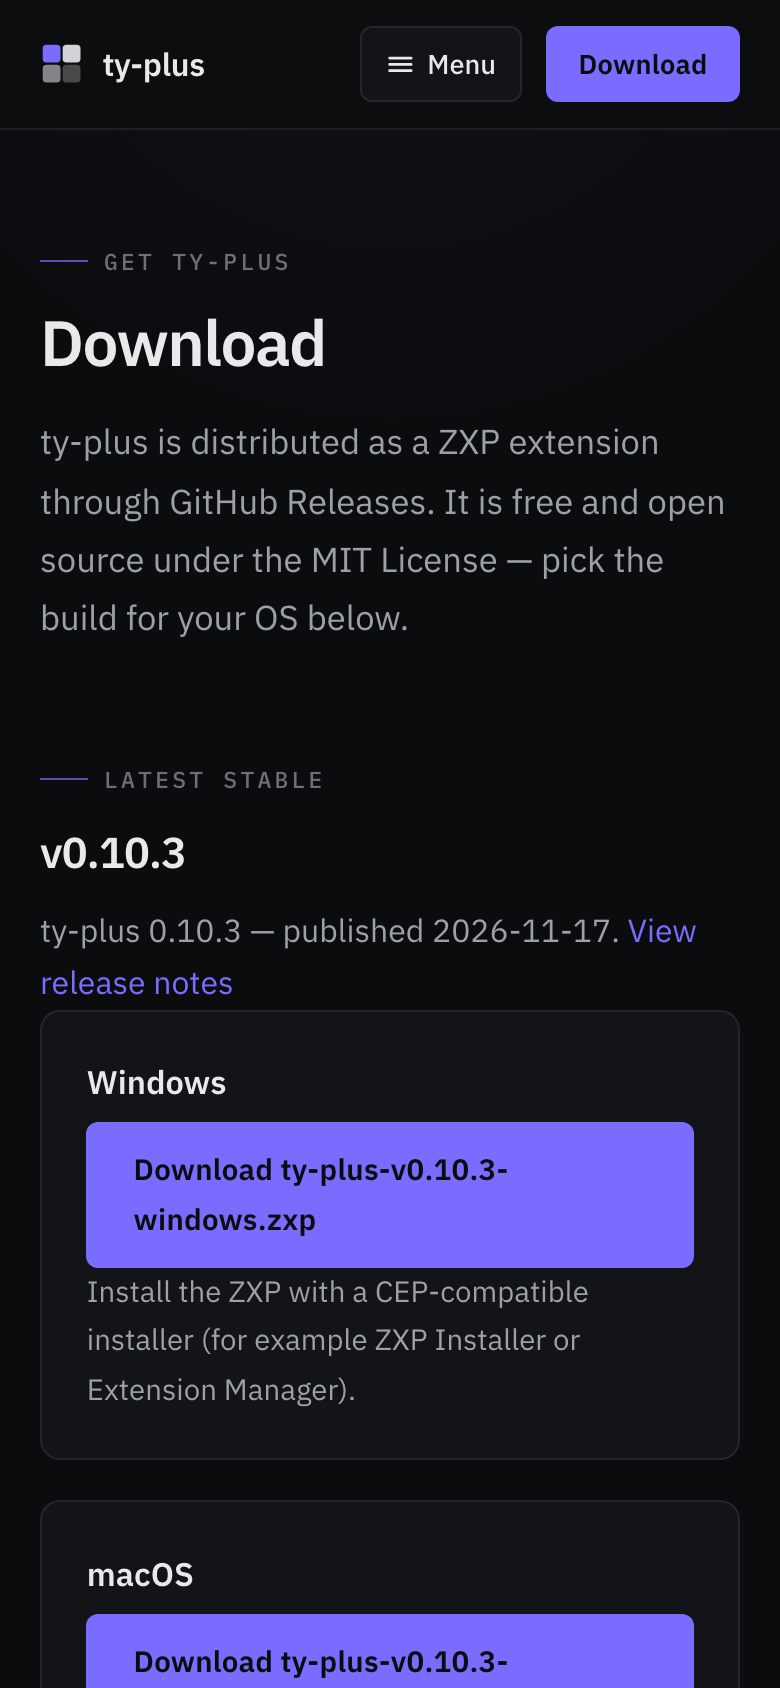 ty-plus
Menu
Download
GET TY-PLUS
Download
ty-plus is distributed as a ZXP extension
through GitHub Releases. It is free and open
source under the MIT License — pick the
build for your OS below.
LATEST STABLE
v0.10.3
ty-plus 0.10.3 — published 2026-11-17. View
release notes
Windows
Download ty-plus-v0.10.3-
windows.zxp
Install the ZXP with a CEP-compatible
installer (for example ZXP Installer or
Extension Manager).
macOS
Download ty-plus-v0.10.3-